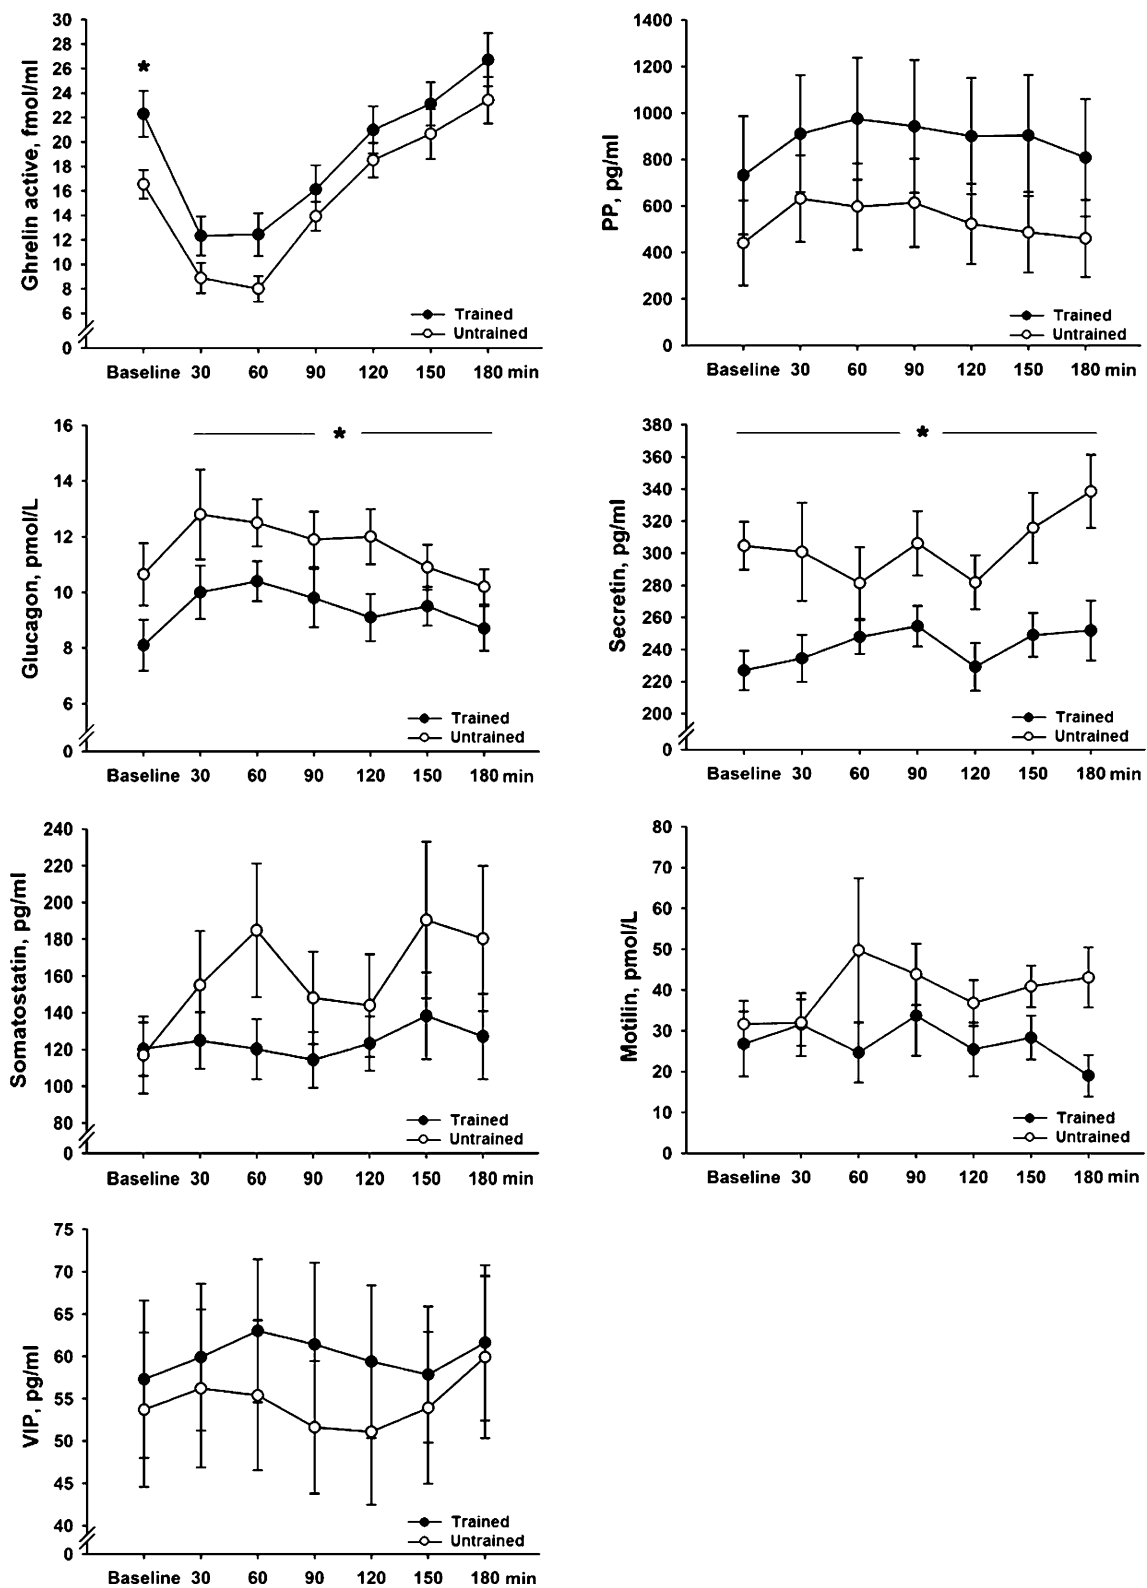 Ghrelin active, fmol/ml
30
28
26
24
22
20
18
16
14
12
10
8
6
0
*
Trained
Untrained
Baseline 30 60 90 120 150 180 min
PP, pg/ml
1400
1200
1000
800
600
400
200
0
Trained
Untrained
Baseline 30 60 90 120 150 180 min
Glucagon, pmol/L
16
14
12
10
8
6
0
*
Trained
Untrained
Baseline 30 60 90 120 150 180 min
Secretin, pg/ml
380
360
340
320
300
280
260
240
220
200
0
*
Trained
Untrained
Baseline 30 60 90 120 150 180 min
Somatostatin, pg/ml
240
220
200
180
160
140
120
100
80
0
Trained
Untrained
Baseline 30 60 90 120 150 180 min
Motilin, pmol/L
80
70
60
50
40
30
20
10
0
Trained
Untrained
Baseline 30 60 90 120 150 180 min
VIP, pg/ml
75
70
65
60
55
50
45
40
0
Trained
Untrained
Baseline 30 60 90 120 150 180 min